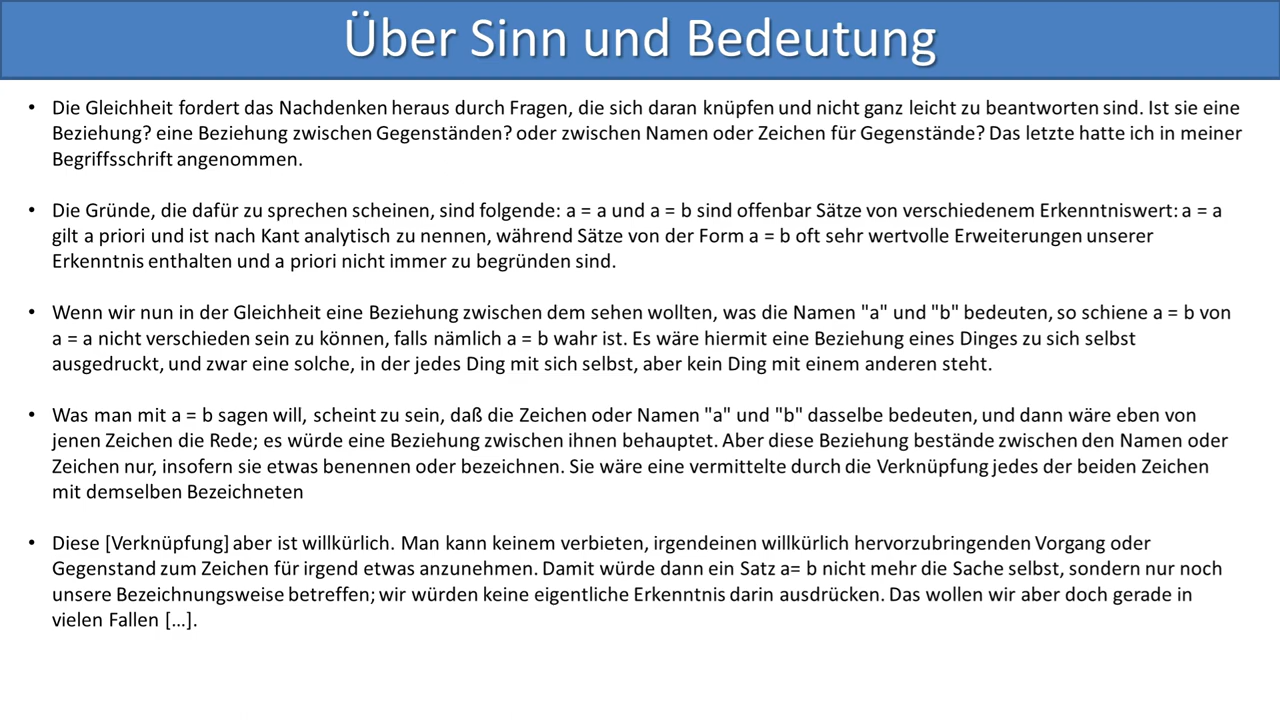 Über Sinn und Bedeutung
• Die Gleichheit fordert das Nachdenken heraus durch Fragen, die sich daran knüpfen und nicht ganz leicht zu beantworten sind. Ist sie eine
Beziehung? eine Beziehung zwischen Gegenständen? oder zwischen Namen oder Zeichen für Gegenstände? Das letzte hatte ich in meiner
Begriffsschrift angenommen.
• Die Gründe, die dafür zu sprechen scheinen, sind folgende: a = a und a = b sind offenbar Sätze von verschiedenem Erkenntniswert: a = a
gilt a priori und ist nach Kant analytisch zu nennen, während Sätze von der Form a = b oft sehr wertvolle Erweiterungen unserer
Erkenntnis enthalten und a priori nicht immer zu begründen sind.
• Wenn wir nun in der Gleichheit eine Beziehung zwischen dem sehen wollten, was die Namen "a" und "b" bedeuten, so schiene a = b von
a = a nicht verschieden sein zu können, falls nämlich a = b wahr ist. Es wäre hiermit eine Beziehung eines Dinges zu sich selbst
ausgedruckt, und zwar eine solche, in der jedes Ding mit sich selbst, aber kein Ding mit einem anderen steht.
• Was man mit a = b sagen will, scheint zu sein, daß die Zeichen oder Namen "a" und "b" dasselbe bedeuten, und dann wäre eben von
jenen Zeichen die Rede; es würde eine Beziehung zwischen ihnen behauptet. Aber diese Beziehung bestände zwischen den Namen oder
Zeichen nur, insofern sie etwas benennen oder bezeichnen. Sie wäre eine vermittelte durch die Verknüpfung jedes der beiden Zeichen
mit demselben Bezeichneten
• Diese [Verknüpfung] aber ist willkürlich. Man kann keinem verbieten, irgendeinen willkürlich hervorzubringenden Vorgang oder
Gegenstand zum Zeichen für irgend etwas anzunehmen. Damit würde dann ein Satz a= b nicht mehr die Sache selbst, sondern nur noch
unsere Bezeichnungsweise betreffen; wir würden keine eigentliche Erkenntnis darin ausdrücken. Das wollen wir aber doch gerade in
vielen Fallen [...].